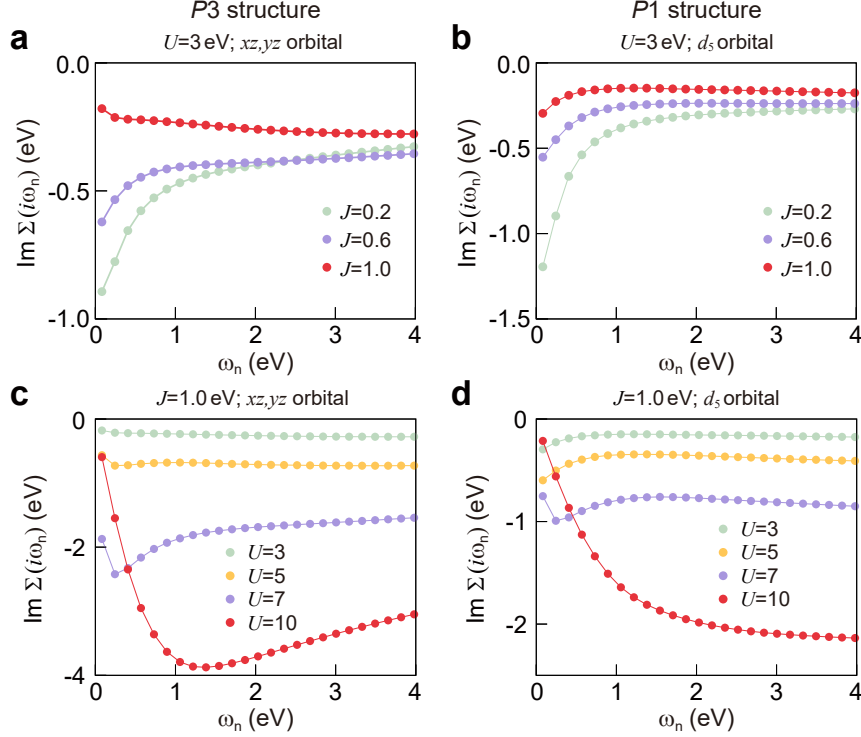 P3 structure
P1 structure
a
U=3 eV; xz,yz orbital
0.0
-0.5
-1.0
Im Σ(iωn) (eV)
J=0.2
J=0.6
J=1.0
0 1 2 3 4
ωn (eV)
b
U=3 eV; d5 orbital
0.0
-0.5
-1.0
-1.5
Im Σ(iωn) (eV)
J=0.2
J=0.6
J=1.0
0 1 2 3 4
ωn (eV)
c
J=1.0 eV; xz,yz orbital
0
-2
-4
Im Σ(iωn) (eV)
U=3
U=5
U=7
U=10
0 1 2 3 4
ωn (eV)
d
J=1.0 eV; d5 orbital
0
-1
-2
Im Σ(iωn) (eV)
U=3
U=5
U=7
U=10
0 1 2 3 4
ωn (eV)